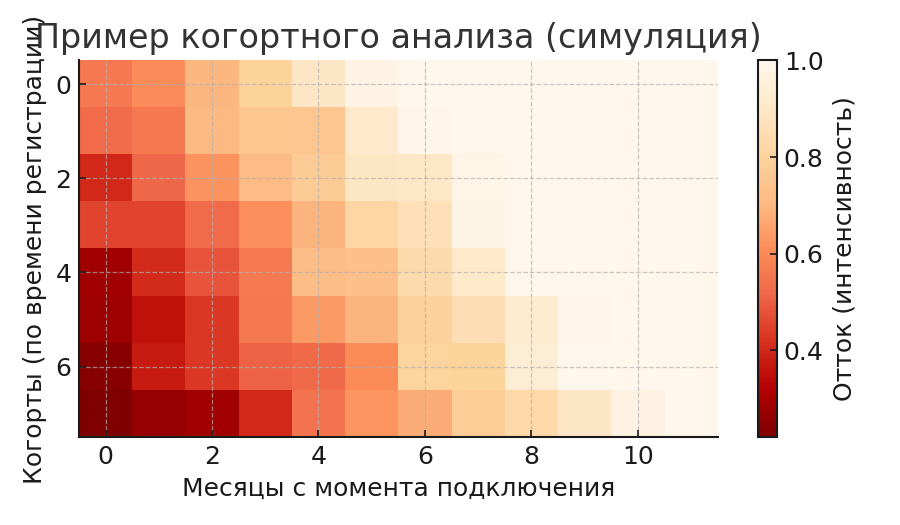 Пример когортного анализа (симуляция)
Когорты (по времени регистрации)
0
2
4
6
0 2 4 6 8 10
Месяцы с момента подключения
1.0
0.8
0.6
0.4
Отток (интенсивность)